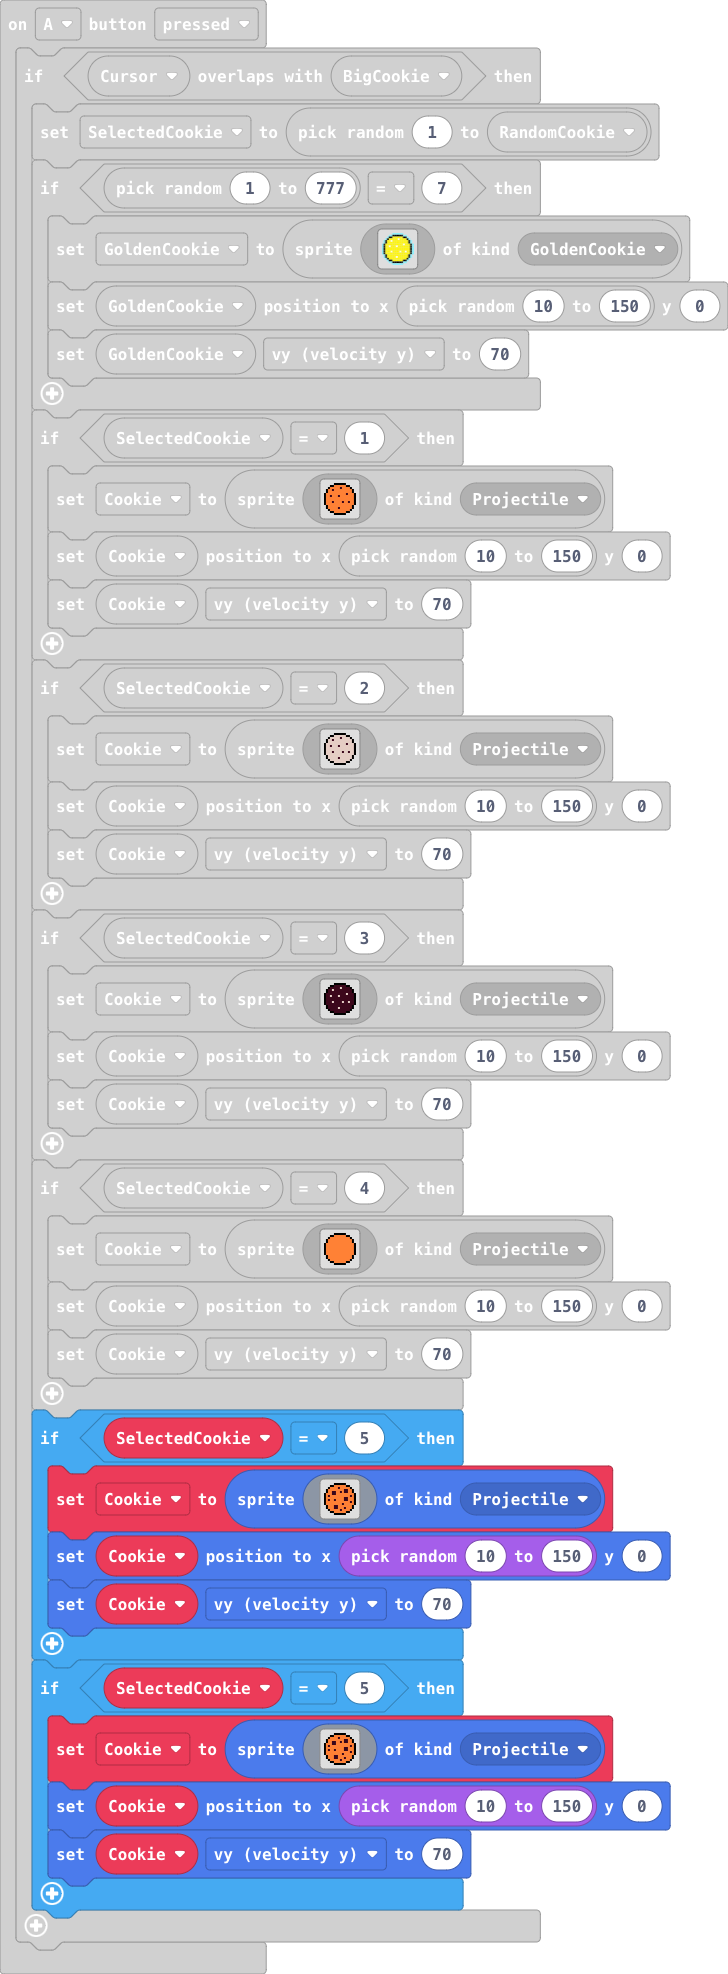 on A button pressed
if Cursor overlaps with BigCookie then
set SelectedCookie to pick random 1 to RandomCookie
if pick random 1 to 777 = 7 then
set GoldenCookie to sprite of kind GoldenCookie
set GoldenCookie position to x pick random 10 to 150 y 0
set GoldenCookie vy (velocity y) to 70
if SelectedCookie = 1 then
set Cookie to sprite of kind Projectile
set Cookie position to x pick random 10 to 150 y 0
set Cookie vy (velocity y) to 70
if SelectedCookie = 2 then
set Cookie to sprite of kind Projectile
set Cookie position to x pick random 10 to 150 y 0
set Cookie vy (velocity y) to 70
if SelectedCookie = 3 then
set Cookie to sprite of kind Projectile
set Cookie position to x pick random 10 to 150 y 0
set Cookie vy (velocity y) to 70
if SelectedCookie = 4 then
set Cookie to sprite of kind Projectile
set Cookie position to x pick random 10 to 150 y 0
set Cookie vy (velocity y) to 70
if SelectedCookie = 5 then
set Cookie to sprite of kind Projectile
set Cookie position to x pick random 10 to 150 y 0
set Cookie vy (velocity y) to 70
if SelectedCookie = 5 then
set Cookie to sprite of kind Projectile
set Cookie position to x pick random 10 to 150 y 0
set Cookie vy (velocity y) to 70